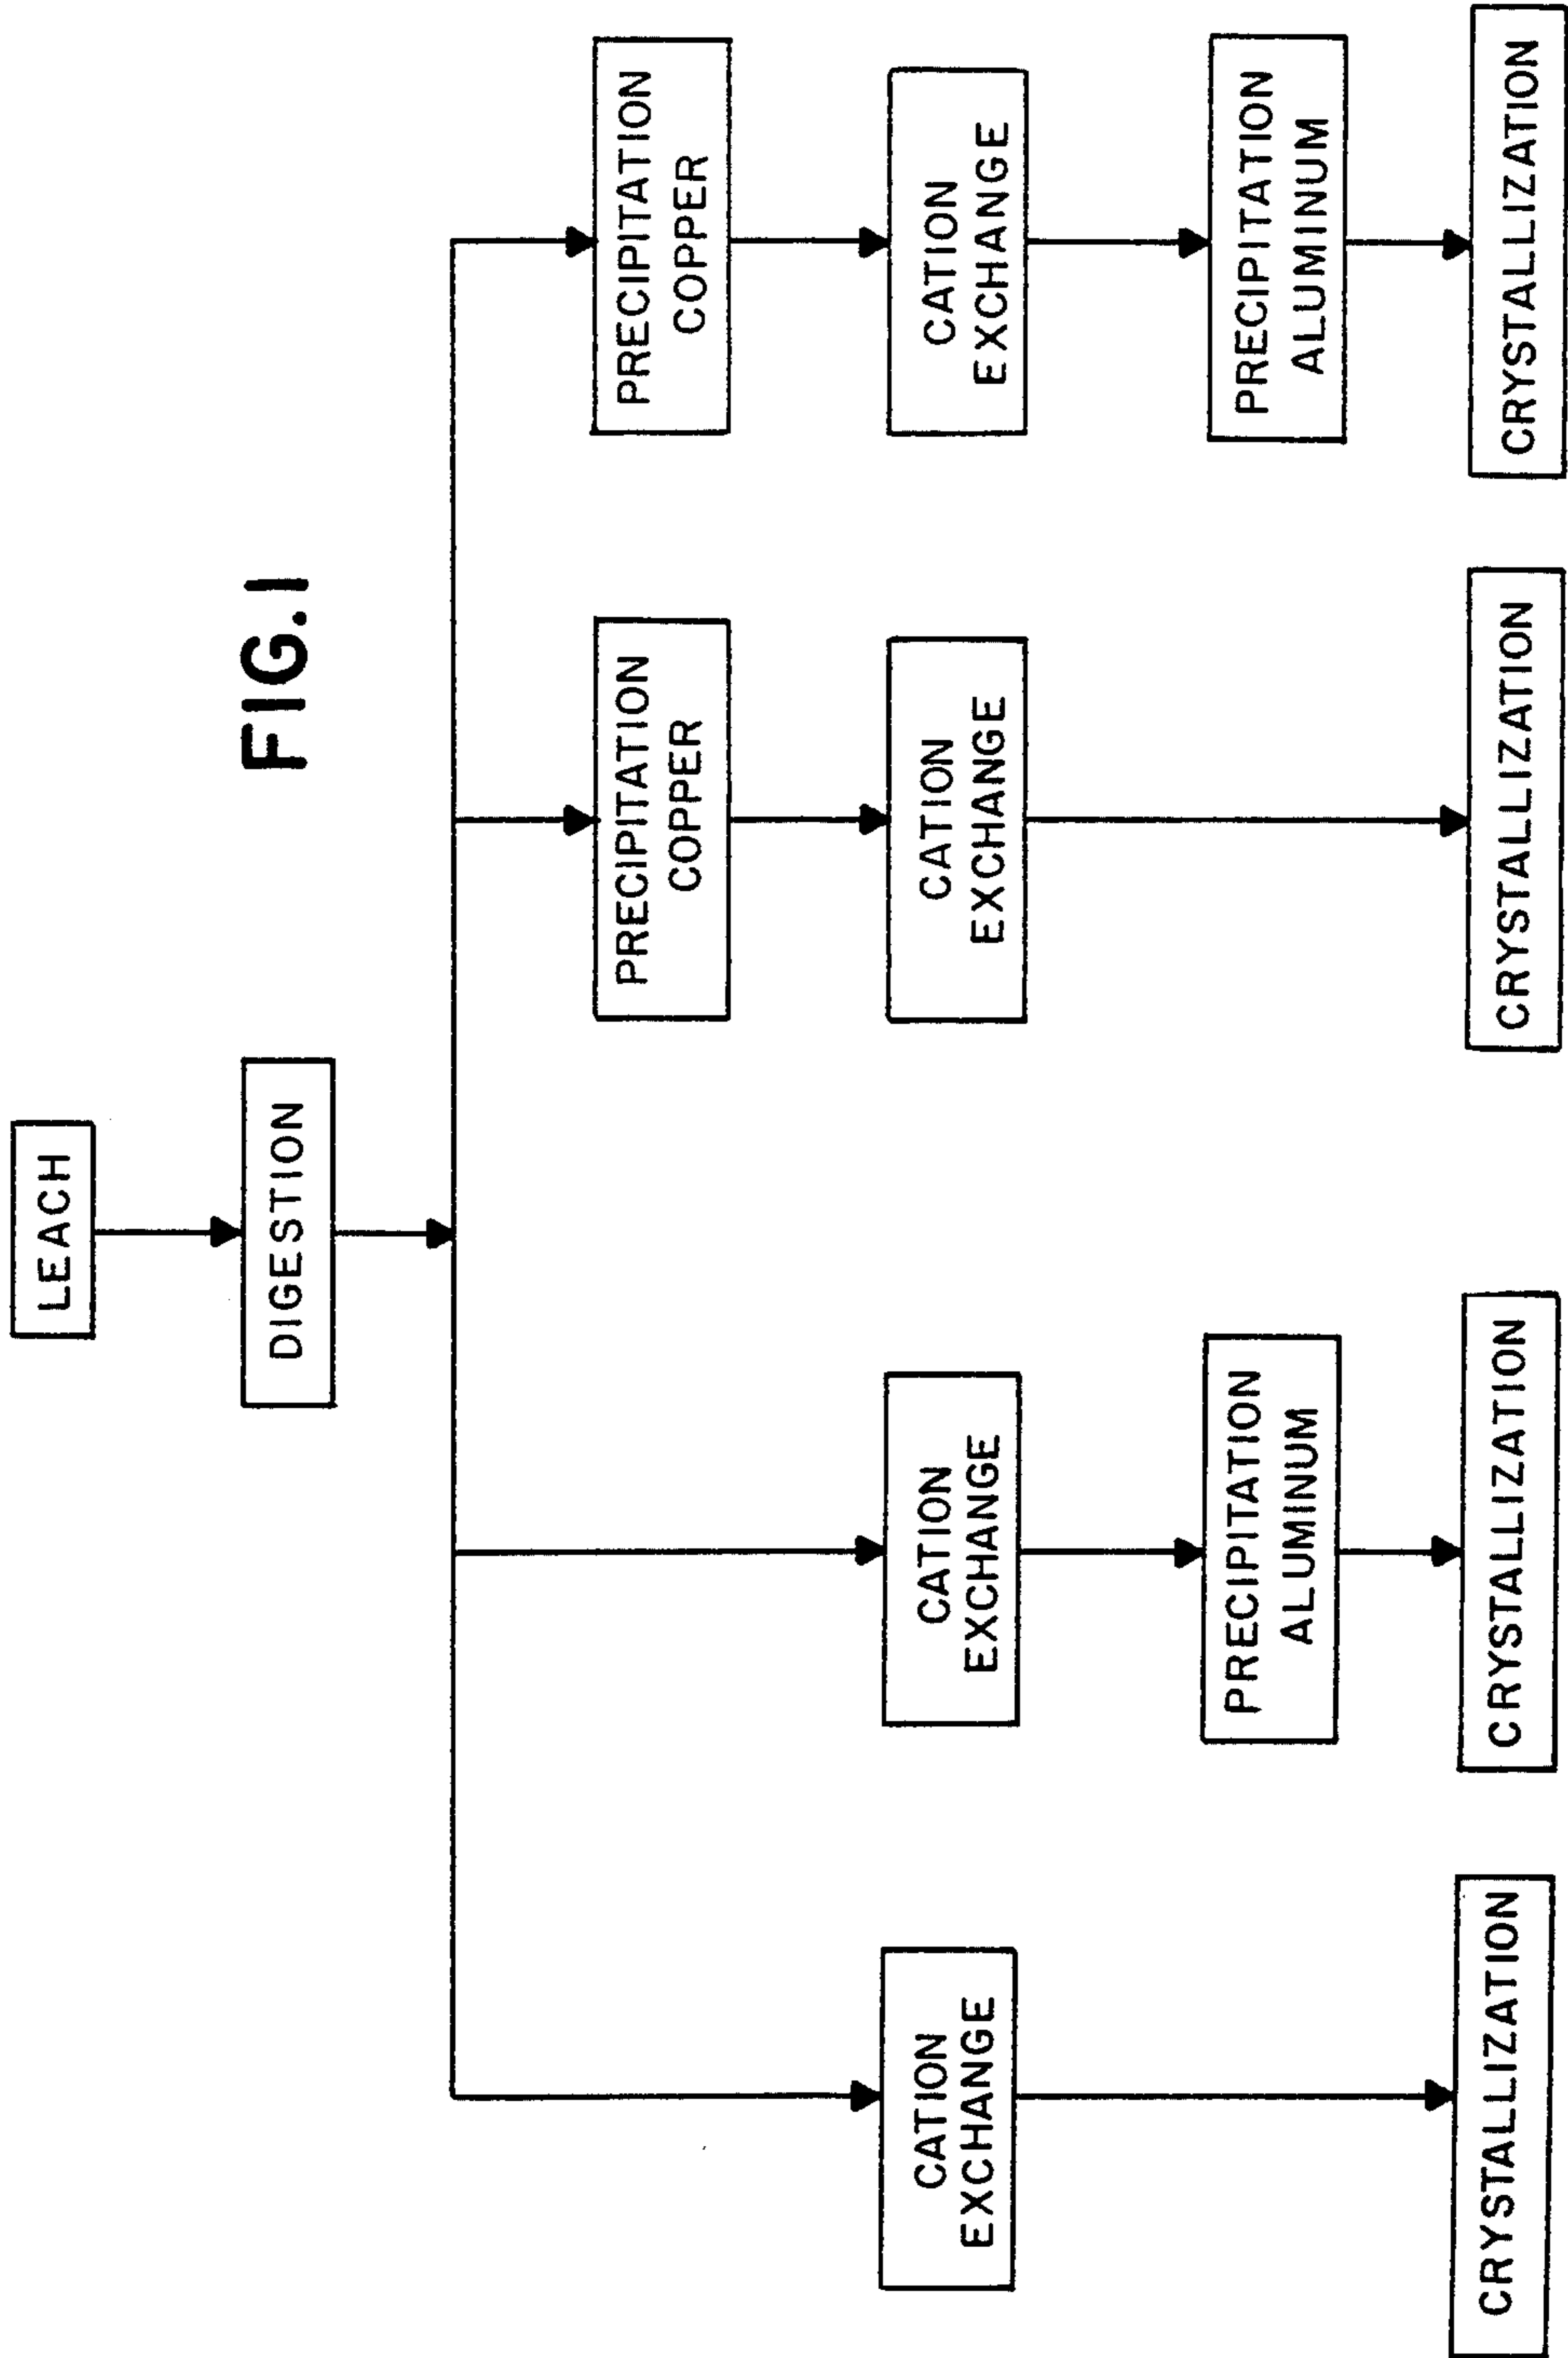 LEACH
DIGESTION
FIG.1
PRECIPITATION
COPPER
PRECIPITATION
COPPER
CATION
EXCHANGE
CATION
EXCHANGE
CATION
EXCHANGE
CATION
EXCHANGE
PRECIPITATION
ALUMINUM
PRECIPITATION
ALUMINUM
CRYSTALLIZATION
CRYSTALLIZATION
CRYSTALLIZATION
CRYSTALLIZATION